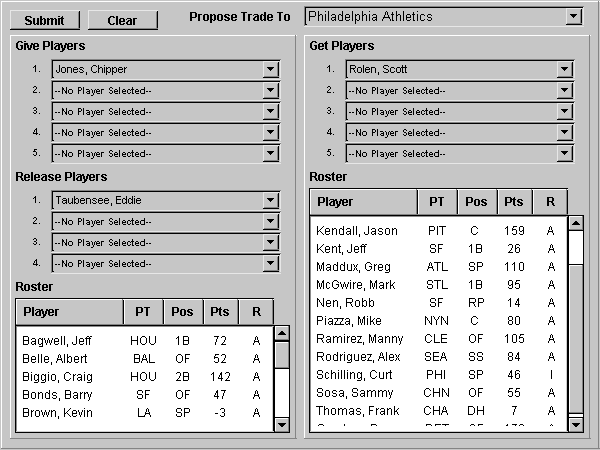 Submit Clear Propose Trade To Philadelphia Athletics
Give Players
1. Jones, Chipper
2. --No Player Selected--
3. --No Player Selected--
4. --No Player Selected--
5. --No Player Selected--
Release Players
1. Taubensee, Eddie
2. --No Player Selected--
3. --No Player Selected--
4. --No Player Selected--
Roster
Player PT Pos Pts R
Bagwell, Jeff HOU 1B 72 A
Belle, Albert BAL OF 52 A
Biggio, Craig HOU 2B 142 A
Bonds, Barry SF OF 47 A
Brown, Kevin LA SP -3 A
Get Players
1. Rolen, Scott
2. --No Player Selected--
3. --No Player Selected--
4. --No Player Selected--
5. --No Player Selected--
Roster
Player PT Pos Pts R
Kendall, Jason PIT C 159 A
Kent, Jeff SF 1B 26 A
Maddux, Greg ATL SP 110 A
McGwire, Mark STL 1B 95 A
Nen, Robb SF RP 14 A
Piazza, Mike NYN C 80 A
Ramirez, Manny CLE OF 105 A
Rodriguez, Alex SEA SS 84 A
Schilling, Curt PHI SP 46 I
Sosa, Sammy CHN OF 55 A
Thomas, Frank CHA DH 7 A